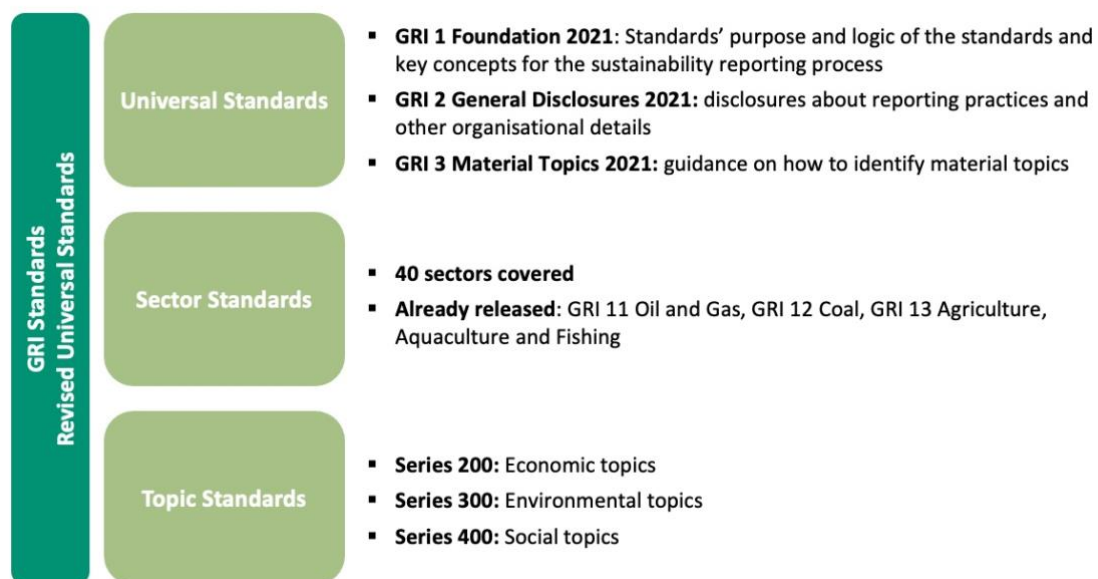 GRI Standards
Revised Universal Standards
Universal Standards
▪ GRI 1 Foundation 2021: Standards’ purpose and logic of the standards and
key concepts for the sustainability reporting process
▪ GRI 2 General Disclosures 2021: disclosures about reporting practices and
other organisational details
▪ GRI 3 Material Topics 2021: guidance on how to identify material topics
Sector Standards
▪ 40 sectors covered
▪ Already released: GRI 11 Oil and Gas, GRI 12 Coal, GRI 13 Agriculture,
Aquaculture and Fishing
Topic Standards
▪ Series 200: Economic topics
▪ Series 300: Environmental topics
▪ Series 400: Social topics